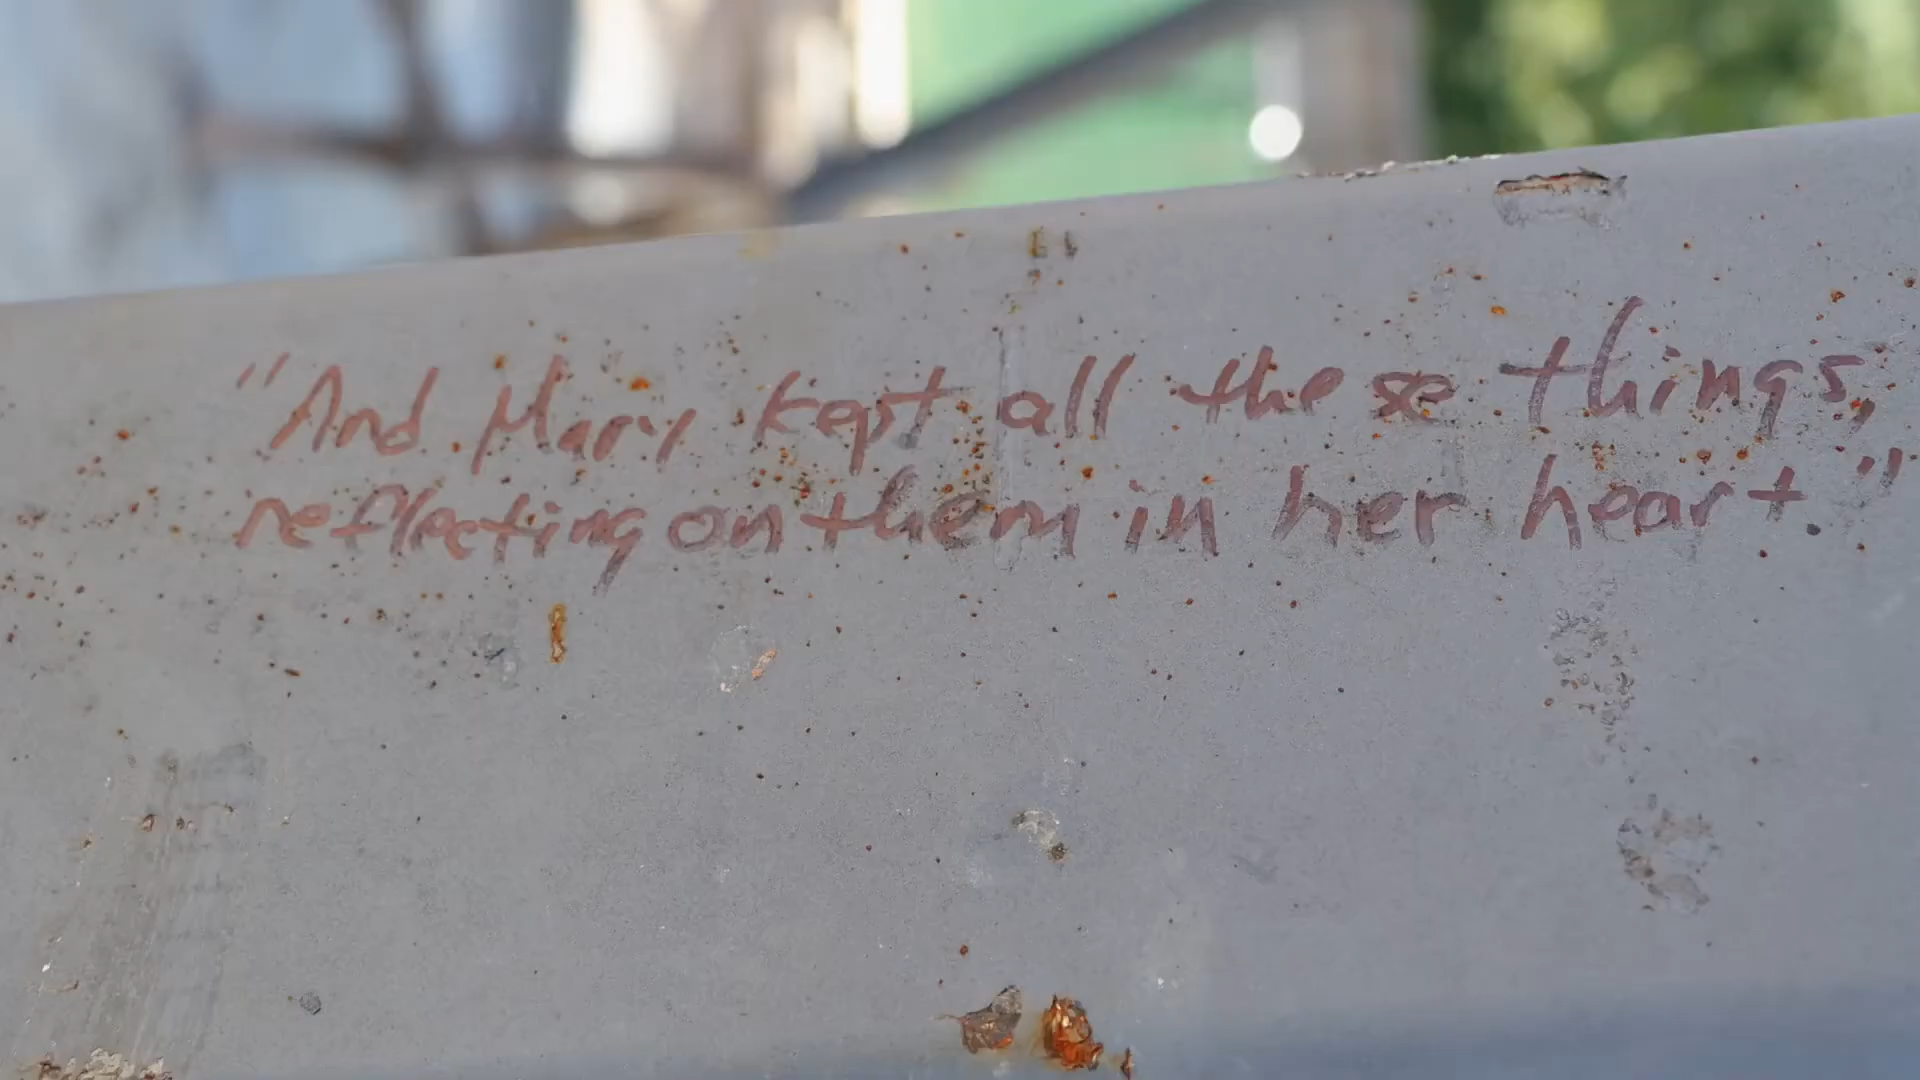 "And Mary kept all these things,
reflecting on them in her heart."